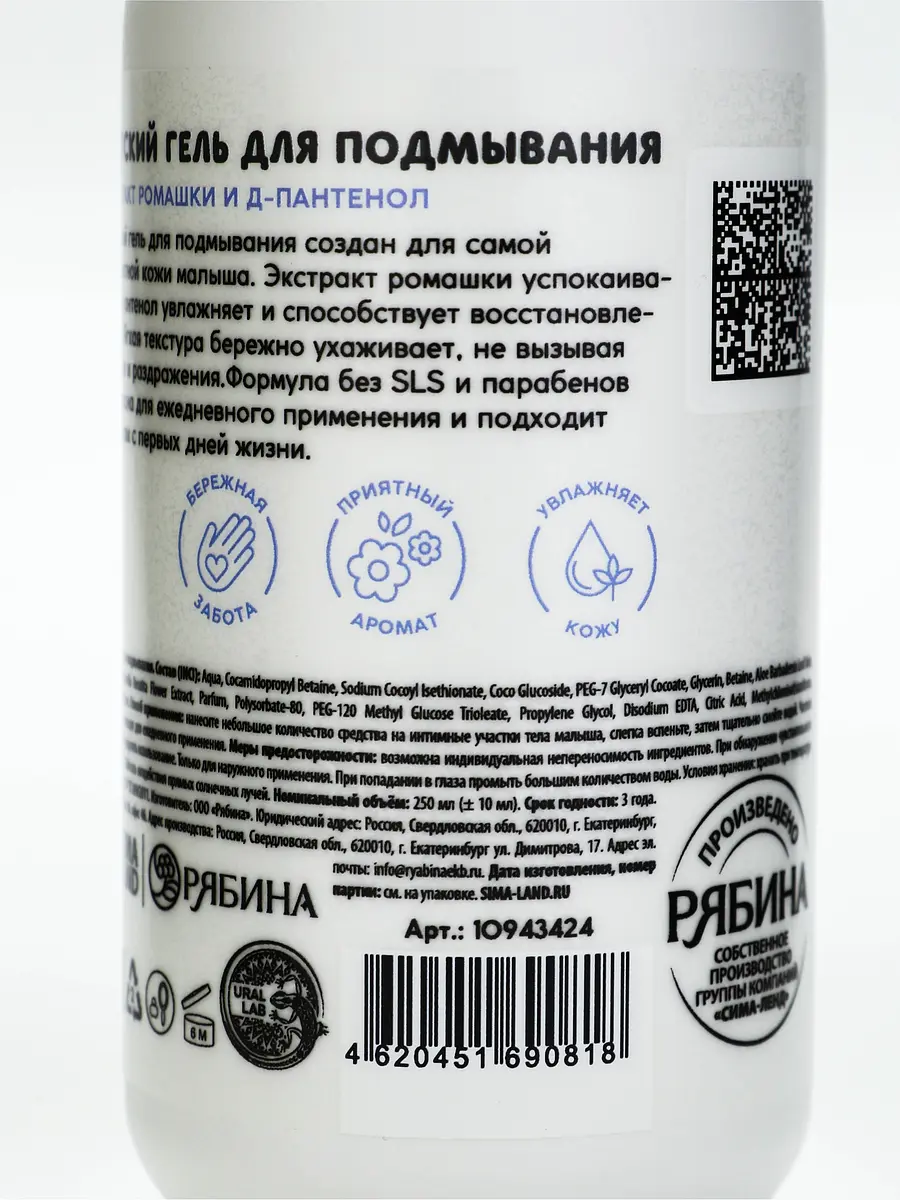 СКИЙ ГЕЛЬ ДЛЯ ПОДМЫВАНИЯ
РОМАШКИ И Д-ПАНТЕНОЛ
гель для подмывания создан для самой
кожи малыша. Экстракт ромашки успокаива-
увлажняет и способствует восстановле-
текстура бережно ухаживает, не вызывая
и раздражения.Формула без SLS и парабенов
для ежедневного применения и подходит
с первых дней жизни.
БЕРЕЖНАЯ
ЗАБОТА
ПРИЯТНЫЙ
АРОМАТ
УВЛАЖНЯЕТ
КОЖУ
Состав (INCI): Aqua, Cocamidopropyl Betaine, Sodium Cocoyl Isethionate, Coco Glucoside, PEG-7 Glyceryl Cocoate, Glycerin, Betaine, Aloe
Flower Extract, Parfum, Polysorbate-80, PEG-120 Methyl Glucose Trioleate, Propylene Glycol, Disodium EDTA, Citric Acid,
нанесите небольшое количество средства на интимные участки тела малыша, слегка вспеньте, затем тщательно смойте водой.
применения. Меры предосторожности: возможна индивидуальная непереносимость ингредиентов. При обнаружении
Только для наружного применения. При попадании в глаза промыть большим количеством воды. Условия хранения:
прямых солнечных лучей. Номинальный объём: 250 мл (± 10 мл). Срок годности: 3 года.
Изготовитель: ООО «Рябина». Юридический адрес: Россия, Свердловская обл., 620010, г. Екатеринбург,
Адрес производства: Россия, Свердловская обл., 620010, г. Екатеринбург ул. Димитрова, 17. Адрес эл.
почты: info@ryabinaekb.ru. Дата изготовления, номер
партии: см. на упаковке. SIMA-LAND.RU
РЯБИНА
ПРОИЗВЕДЕНО
РЯБИНА
СОБСТВЕННОЕ
ПРОИЗВОДСТВО
ГРУППЫ КОМПАНИЙ
«СИМА-ЛЕНД»
Арт.: 10943424
URAL
LAB
6 M
4 620451 690818